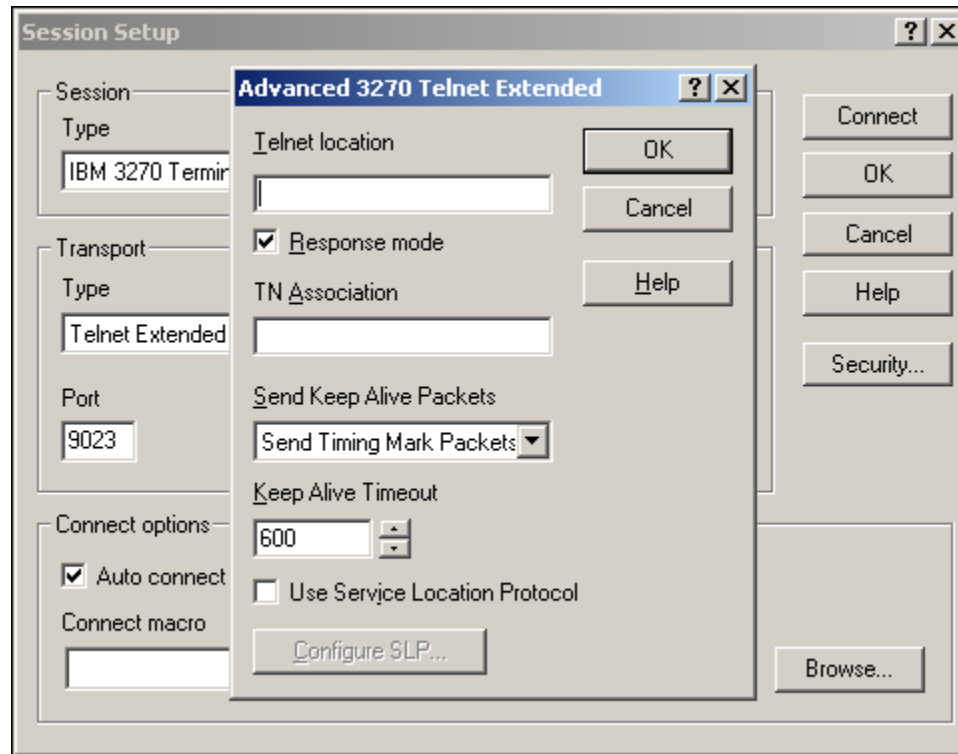 Session Setup
Session
Type
IBM 3270 Termin
Transport
Type
Telnet Extended
Port
9023
Connect options
Auto connect
Connect macro
Advanced 3270 Telnet Extended
Telnet location
Response mode
TN Association
Send Keep Alive Packets
Send Timing Mark Packets
Keep Alive Timeout
600
Use Service Location Protocol
Configure SLP...
OK
Cancel
Help
Connect
OK
Cancel
Help
Security...
Browse...